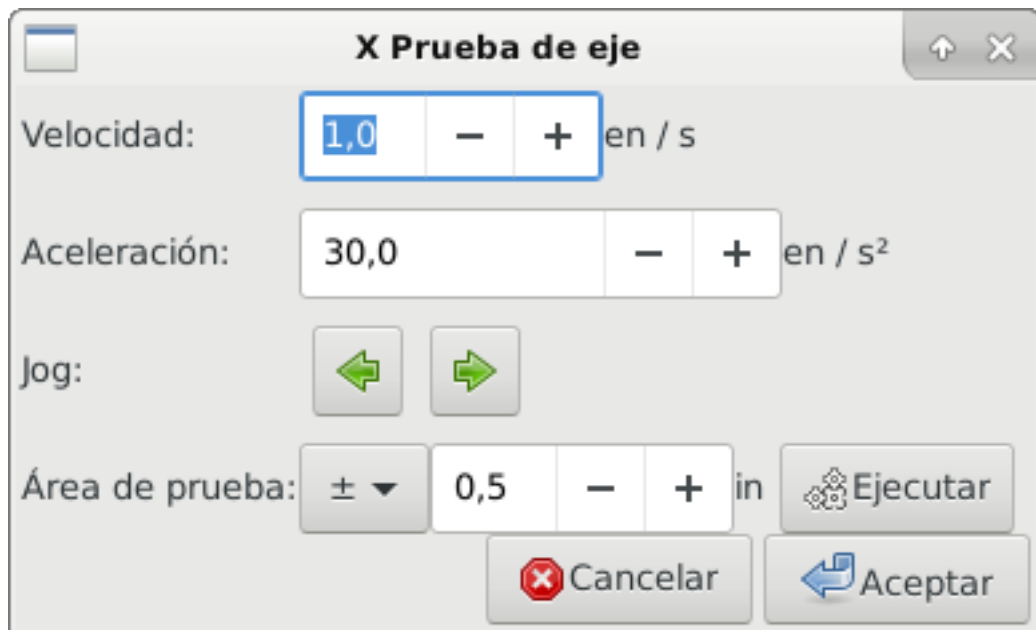 X Prueba de eje
Velocidad: 1,0 − + en / s
Aceleración: 30,0 − + en / s²
Jog:
Área de prueba: ± 0,5 − + in Ejecutar
Cancelar Aceptar